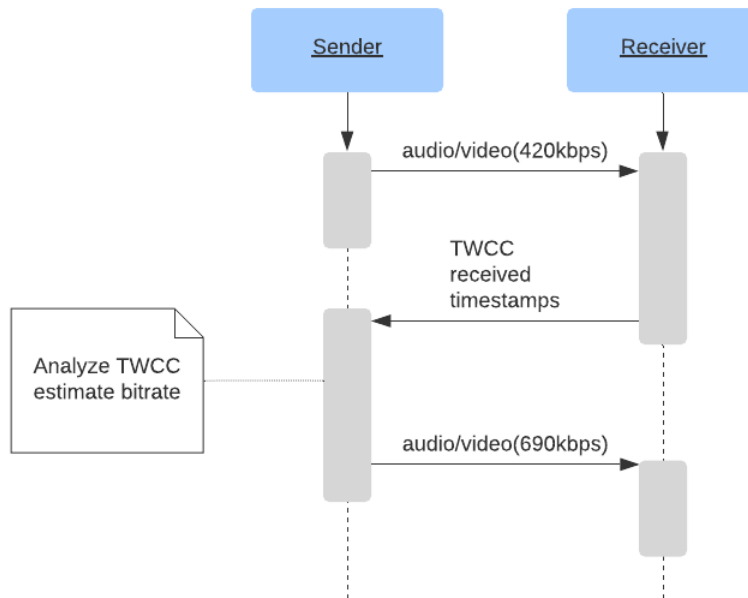 Sender
Receiver
audio/video(420kbps)
TWCC
received
timestamps
Analyze TWCC
estimate bitrate
audio/video(690kbps)